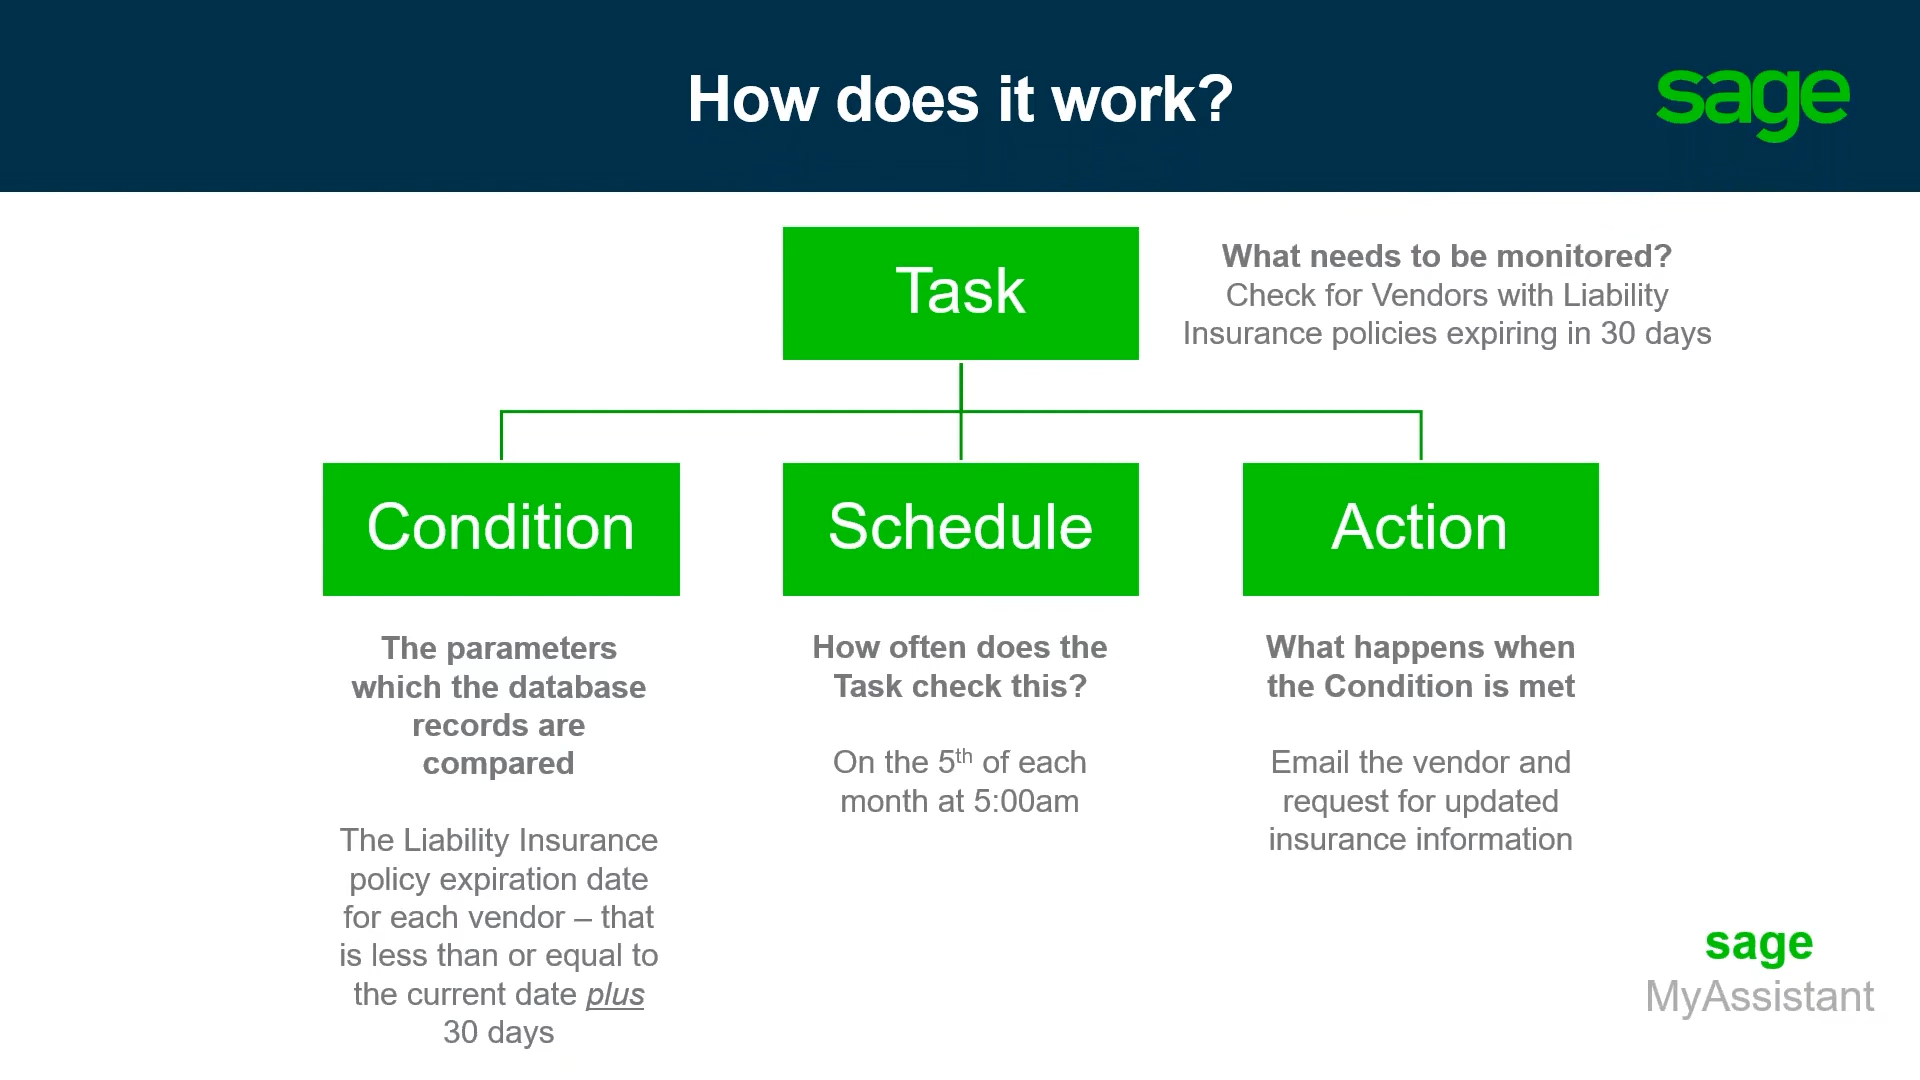 How does it work?
sage
Task
What needs to be monitored?
Check for Vendors with Liability
Insurance policies expiring in 30 days
Condition
Schedule
Action
The parameters
which the database
records are
compared
The Liability Insurance
policy expiration date
for each vendor – that
is less than or equal to
the current date plus
30 days
How often does the
Task check this?
On the 5th of each
month at 5:00am
What happens when
the Condition is met
Email the vendor and
request for updated
insurance information
sage
MyAssistant